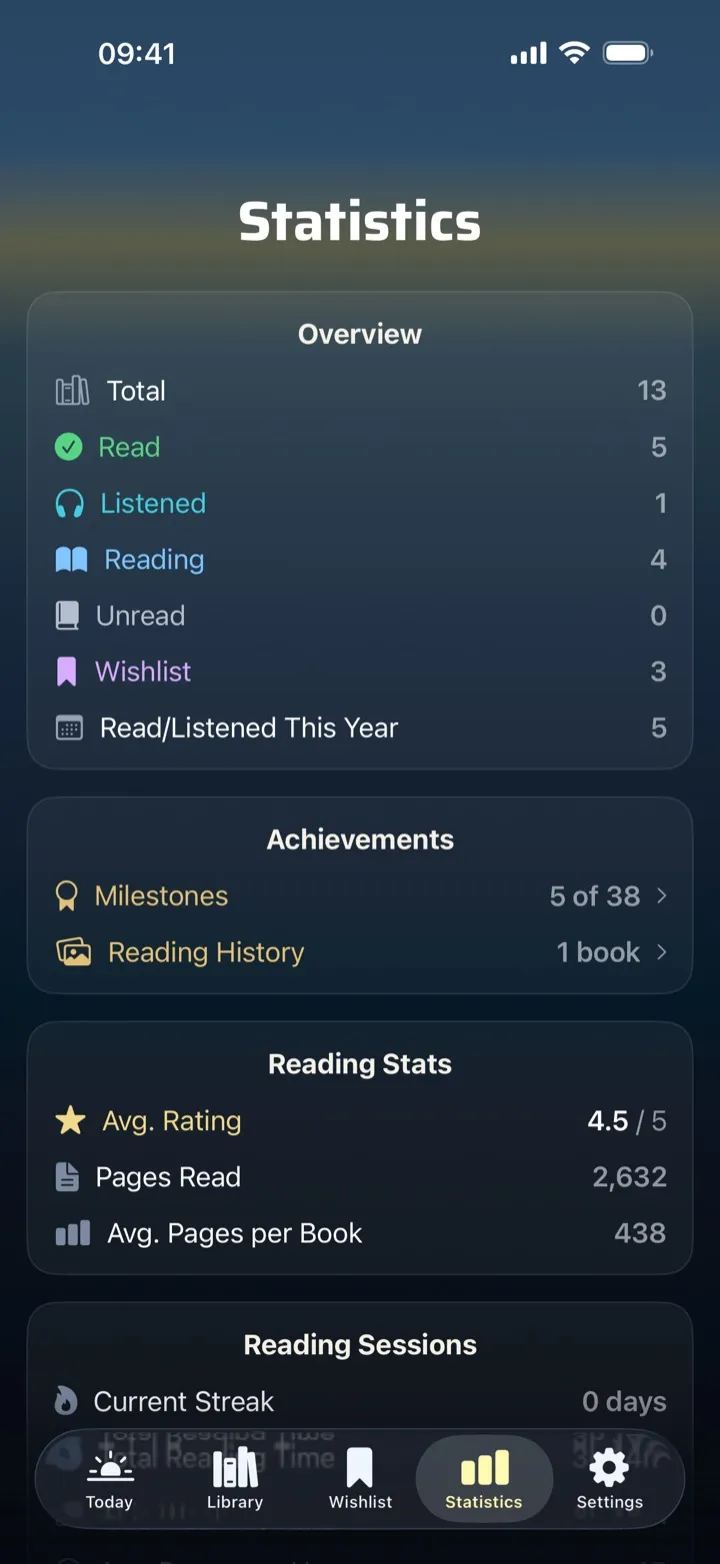 09:41
Statistics
Overview
Total 13
Read 5
Listened 1
Reading 4
Unread 0
Wishlist 3
Read/Listened This Year 5
Achievements
Milestones 5 of 38
Reading History 1 book
Reading Stats
Avg. Rating 4.5 / 5
Pages Read 2,632
Avg. Pages per Book 438
Reading Sessions
Current Streak 0 days
Total Reading Time
Today Library Wishlist Statistics Settings